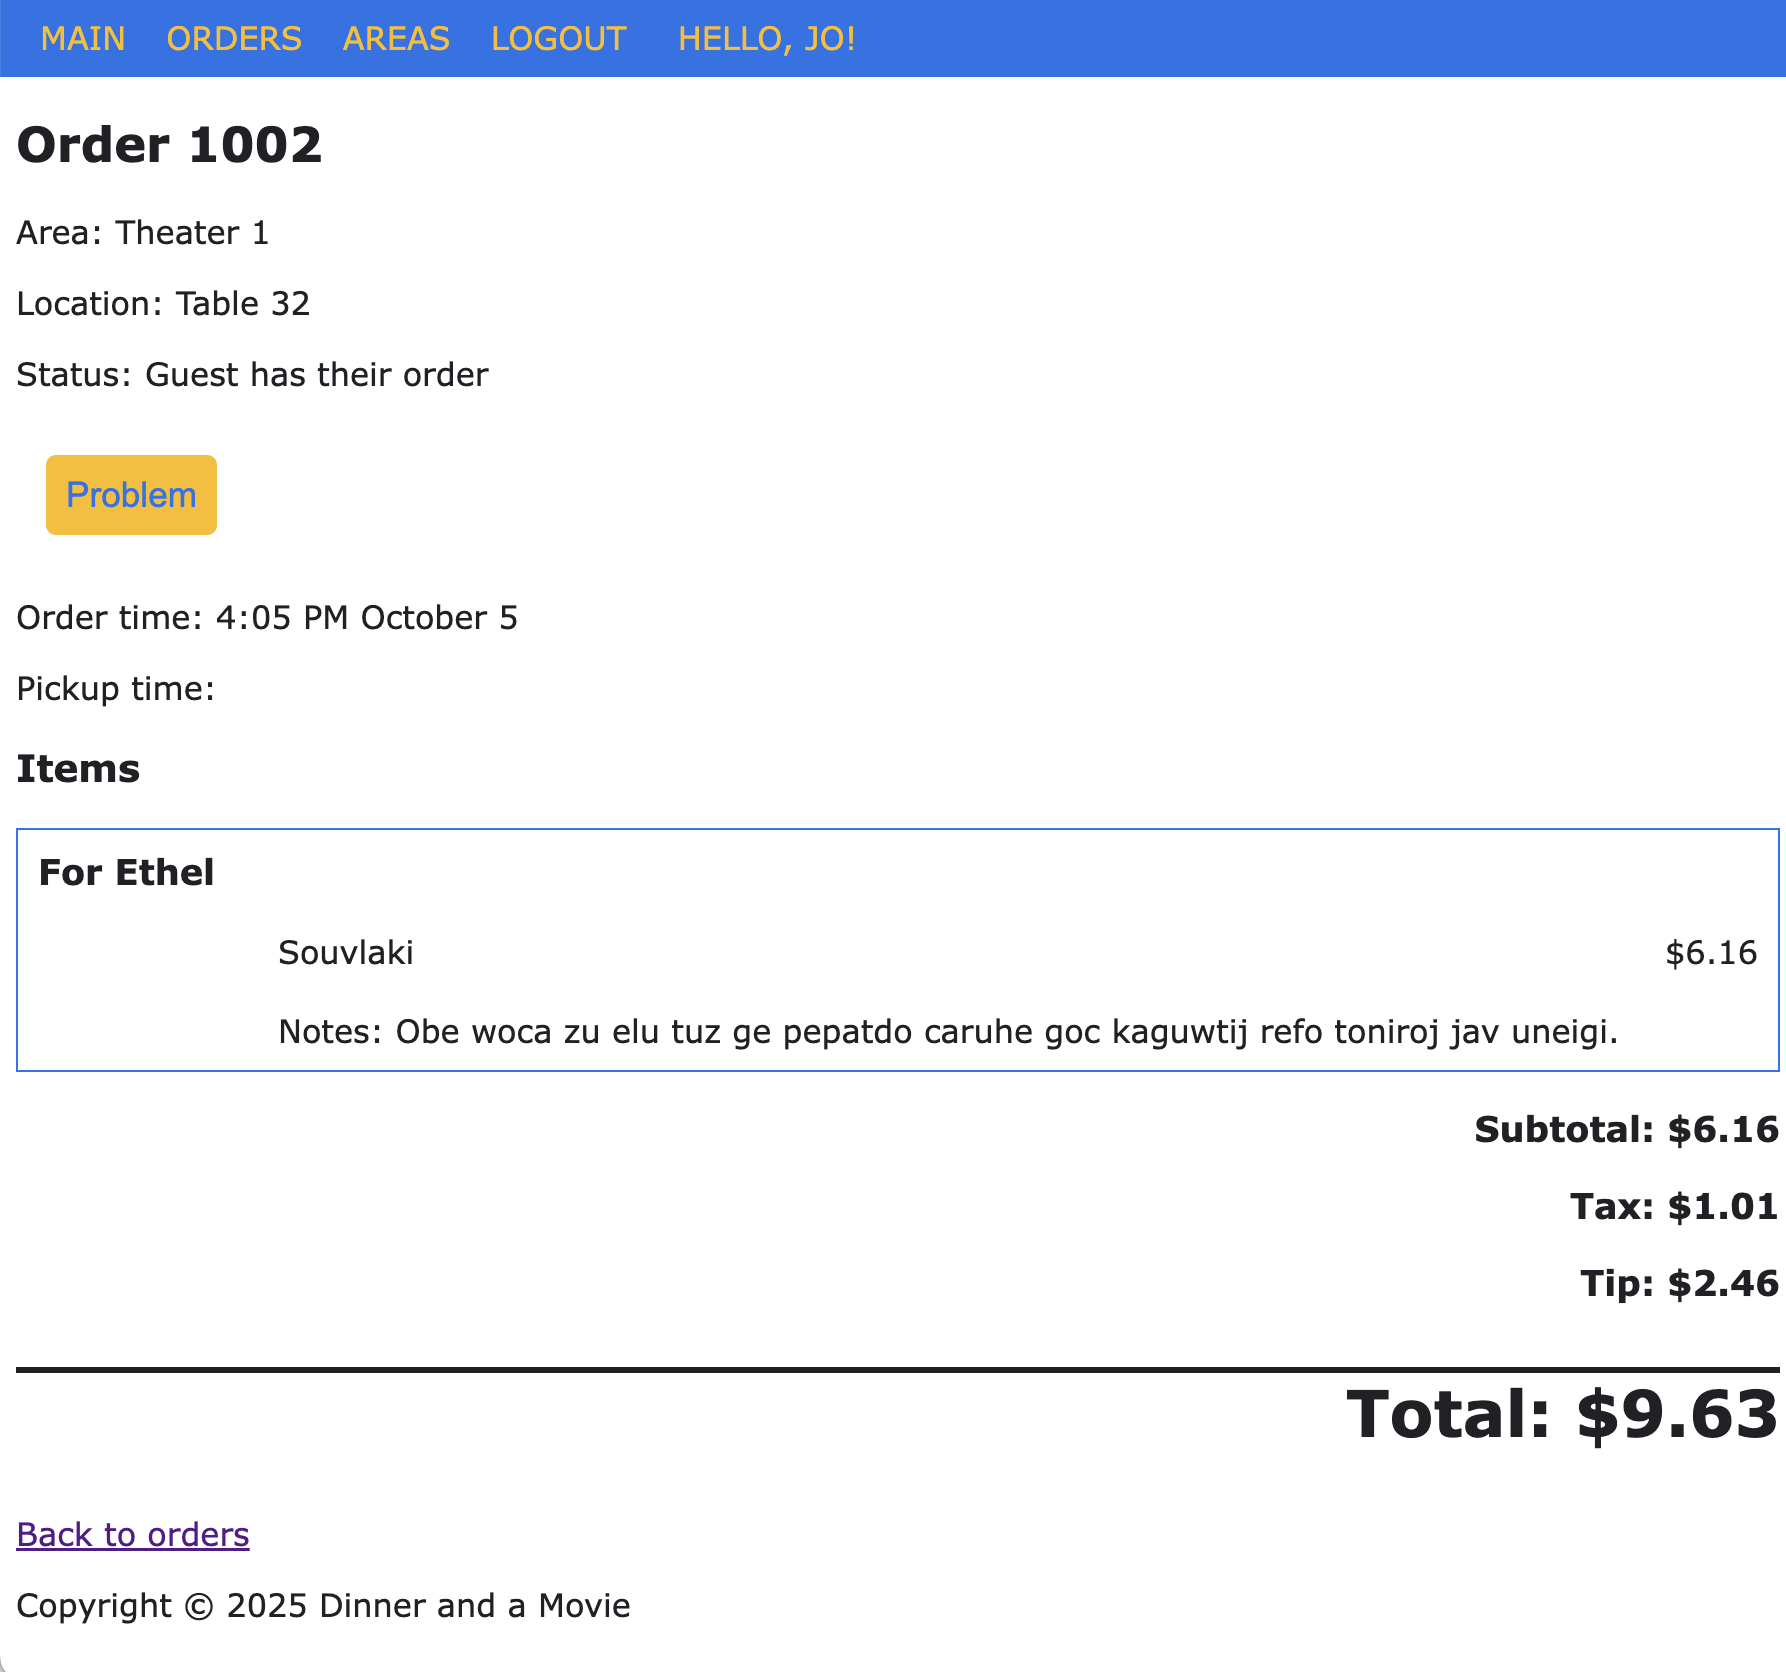 MAIN ORDERS AREAS LOGOUT HELLO, JO!
Order 1002
Area: Theater 1
Location: Table 32
Status: Guest has their order
Problem
Order time: 4:05 PM October 5
Pickup time:
Items
For Ethel
Souvlaki $6.16
Notes: Obe woca zu elu tuz ge pepatdo caruhe goc kaguwtij refo toniroj jav uneigi.
Subtotal: $6.16
Tax: $1.01
Tip: $2.46
Total: $9.63
Back to orders
Copyright © 2025 Dinner and a Movie